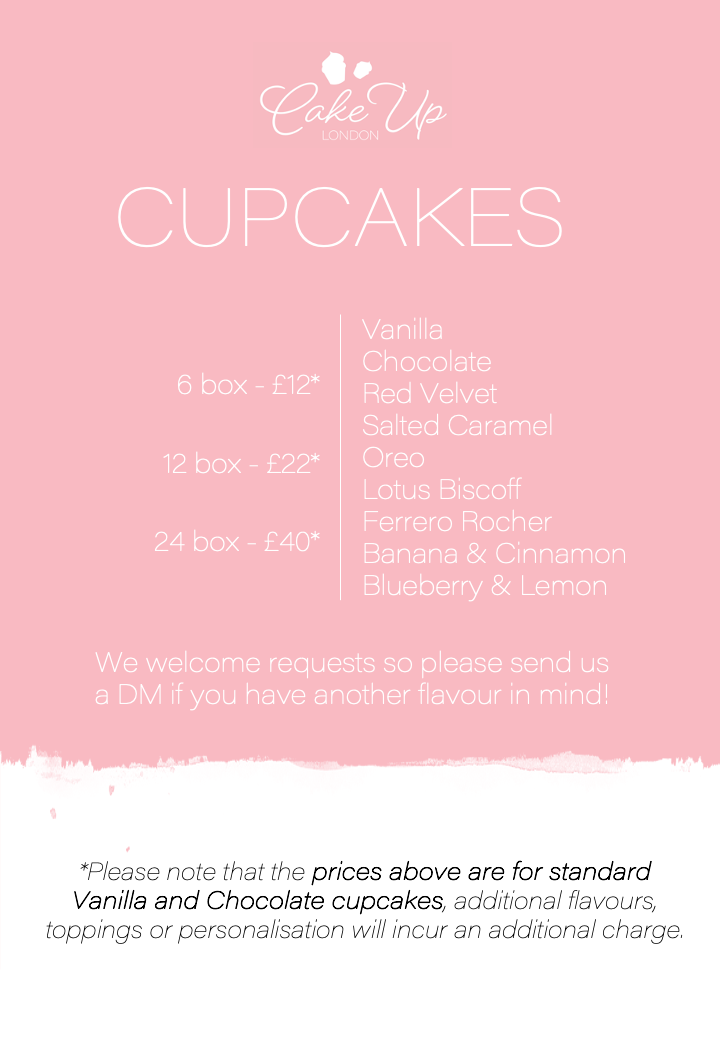 Cake Up
LONDON
CUPCAKES
6 box - £12*
12 box - £22*
24 box - £40*
Vanilla
Chocolate
Red Velvet
Salted Caramel
Oreo
Lotus Biscoff
Ferrero Rocher
Banana & Cinnamon
Blueberry & Lemon
We welcome requests so please send us
a DM if you have another flavour in mind!
*Please note that the prices above are for standard
Vanilla and Chocolate cupcakes, additional flavours,
toppings or personalisation will incur an additional charge.